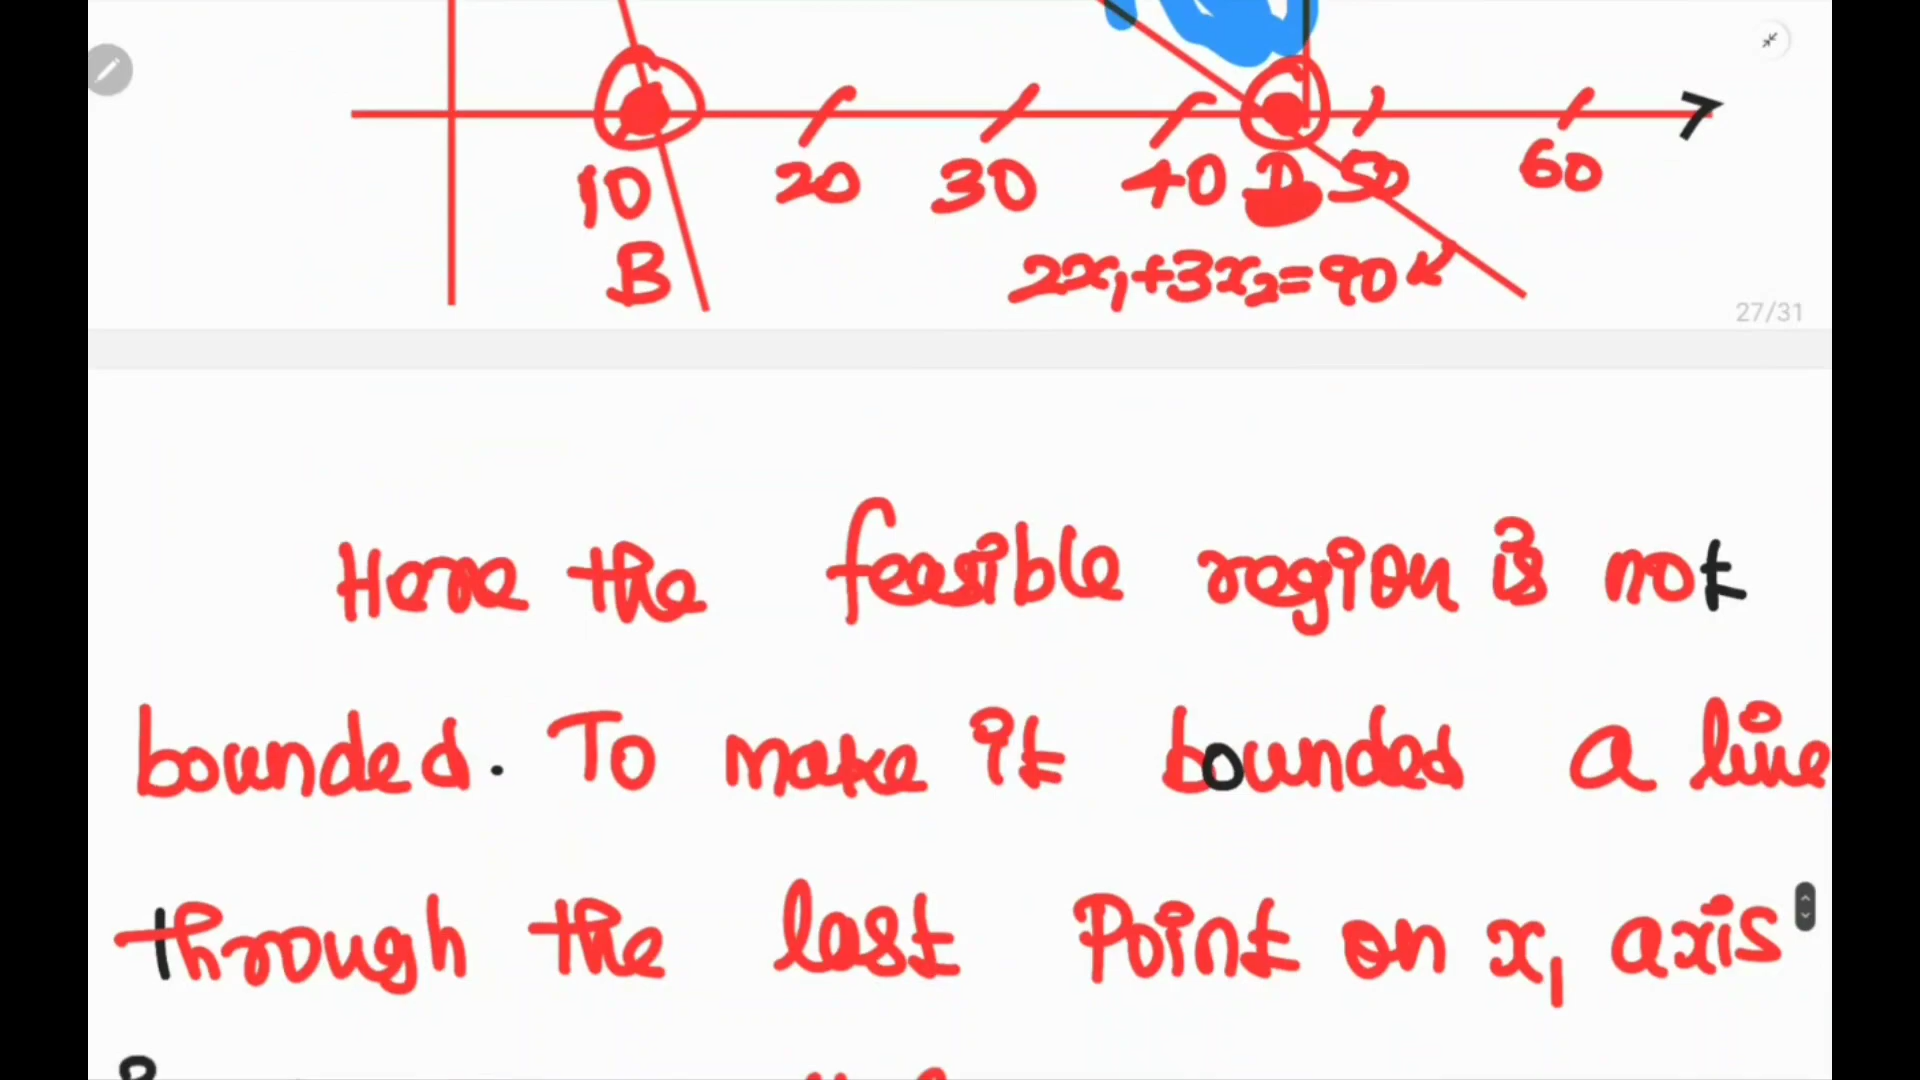 10 20 30 40 D 50 60
B 2x₁+3x₂=90
27/31
Here the feasible region is not
bounded. To make it bounded a line
through the last Point on x₁ axis